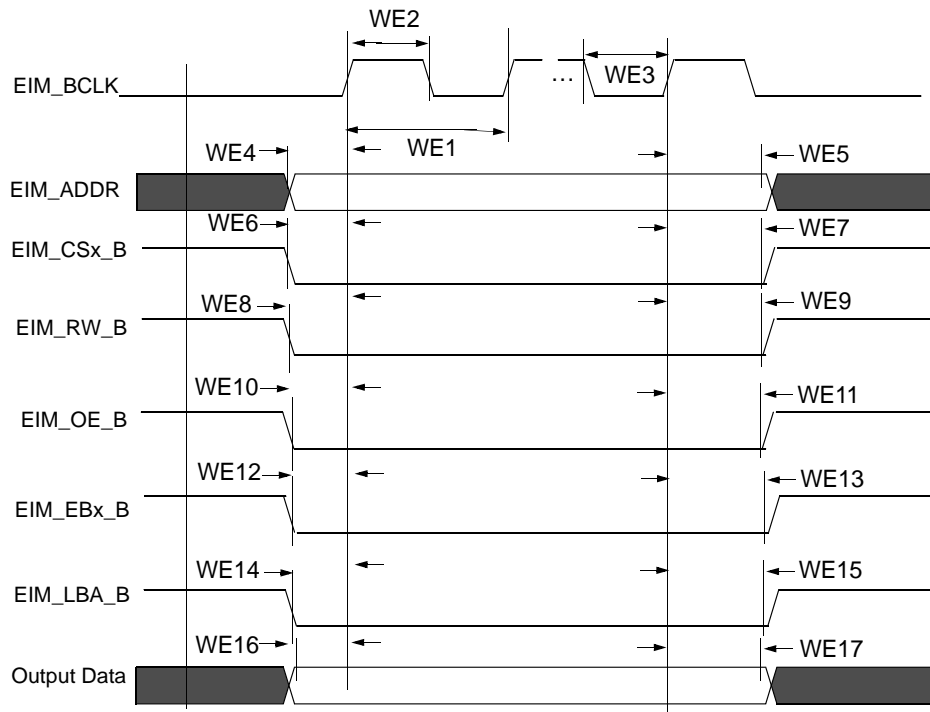 WE2
EIM_BCLK
...
WE3
WE1
WE4
WE5
EIM_ADDR
WE6
WE7
EIM_CSx_B
WE8
WE9
EIM_RW_B
WE10
WE11
EIM_OE_B
WE12
WE13
EIM_EBx_B
WE14
WE15
EIM_LBA_B
WE16
WE17
Output Data